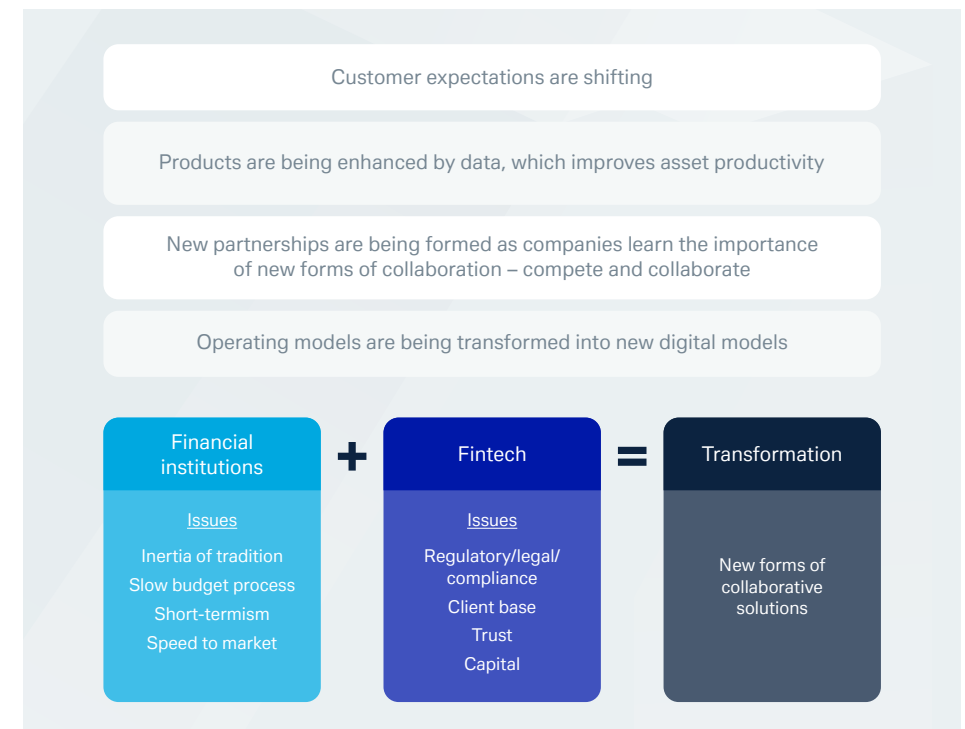 Customer expectations are shifting
Products are being enhanced by data, which improves asset productivity
New partnerships are being formed as companies learn the importance
of new forms of collaboration – compete and collaborate
Operating models are being transformed into new digital models
Financial
institutions
Issues
Inertia of tradition
Slow budget process
Short-termism
Speed to market
+
Fintech
Issues
Regulatory/legal/
compliance
Client base
Trust
Capital
=
Transformation
New forms of
collaborative
solutions